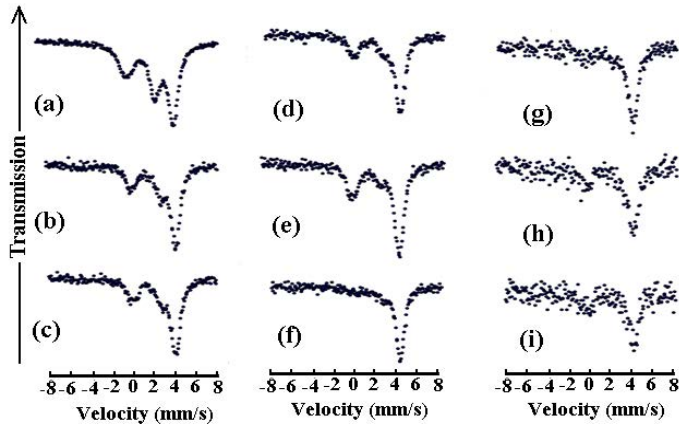 Transmission
(a)
(b)
(c)
(d)
(e)
(f)
(g)
(h)
(i)
-8 -6 -4 -2 0 2 4 6 8
Velocity (mm/s)
-8 -6 -4 -2 0 2 4 6 8
Velocity (mm/s)
-8 -6 -4 -2 0 2 4 6 8
Velocity (mm/s)